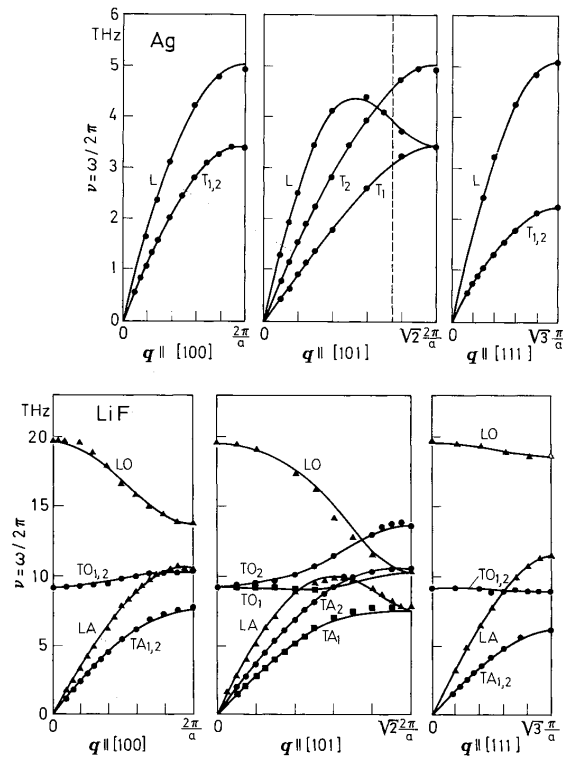 THz
6
Ag
5
4
3
2
1
0
ν = ω / 2π
L
T1,2
L
T2
T1
L
T1,2
0
2π/a
0
√2 2π/a
0
√3 π/a
q ∥ [100]
q ∥ [101]
q ∥ [111]
THz
LiF
20
15
10
5
0
ν = ω / 2π
LO
TO1,2
LA
TA1,2
LO
TO2
TO1
LA
TA2
TA1
LO
TO1,2
LA
TA1,2
0
2π/a
0
√2 2π/a
0
√3 π/a
q ∥ [100]
q ∥ [101]
q ∥ [111]